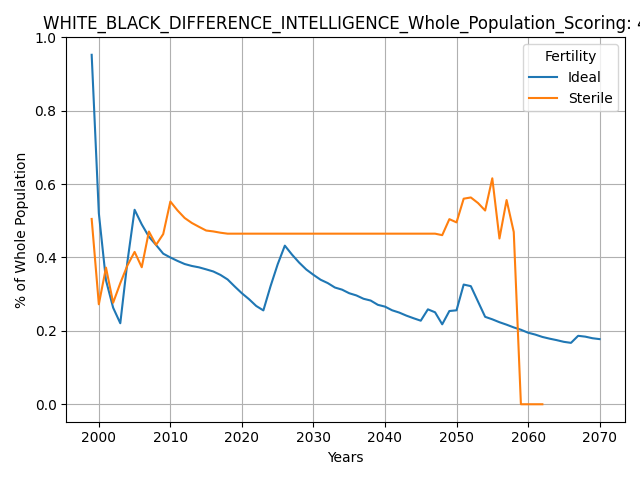 WHITE_BLACK_DIFFERENCE_INTELLIGENCE_Whole_Population_Scoring:
Fertility
Ideal
Sterile
% of Whole Population
1.0
0.8
0.6
0.4
0.2
0.0
2000 2010 2020 2030 2040 2050 2060 2070
Years